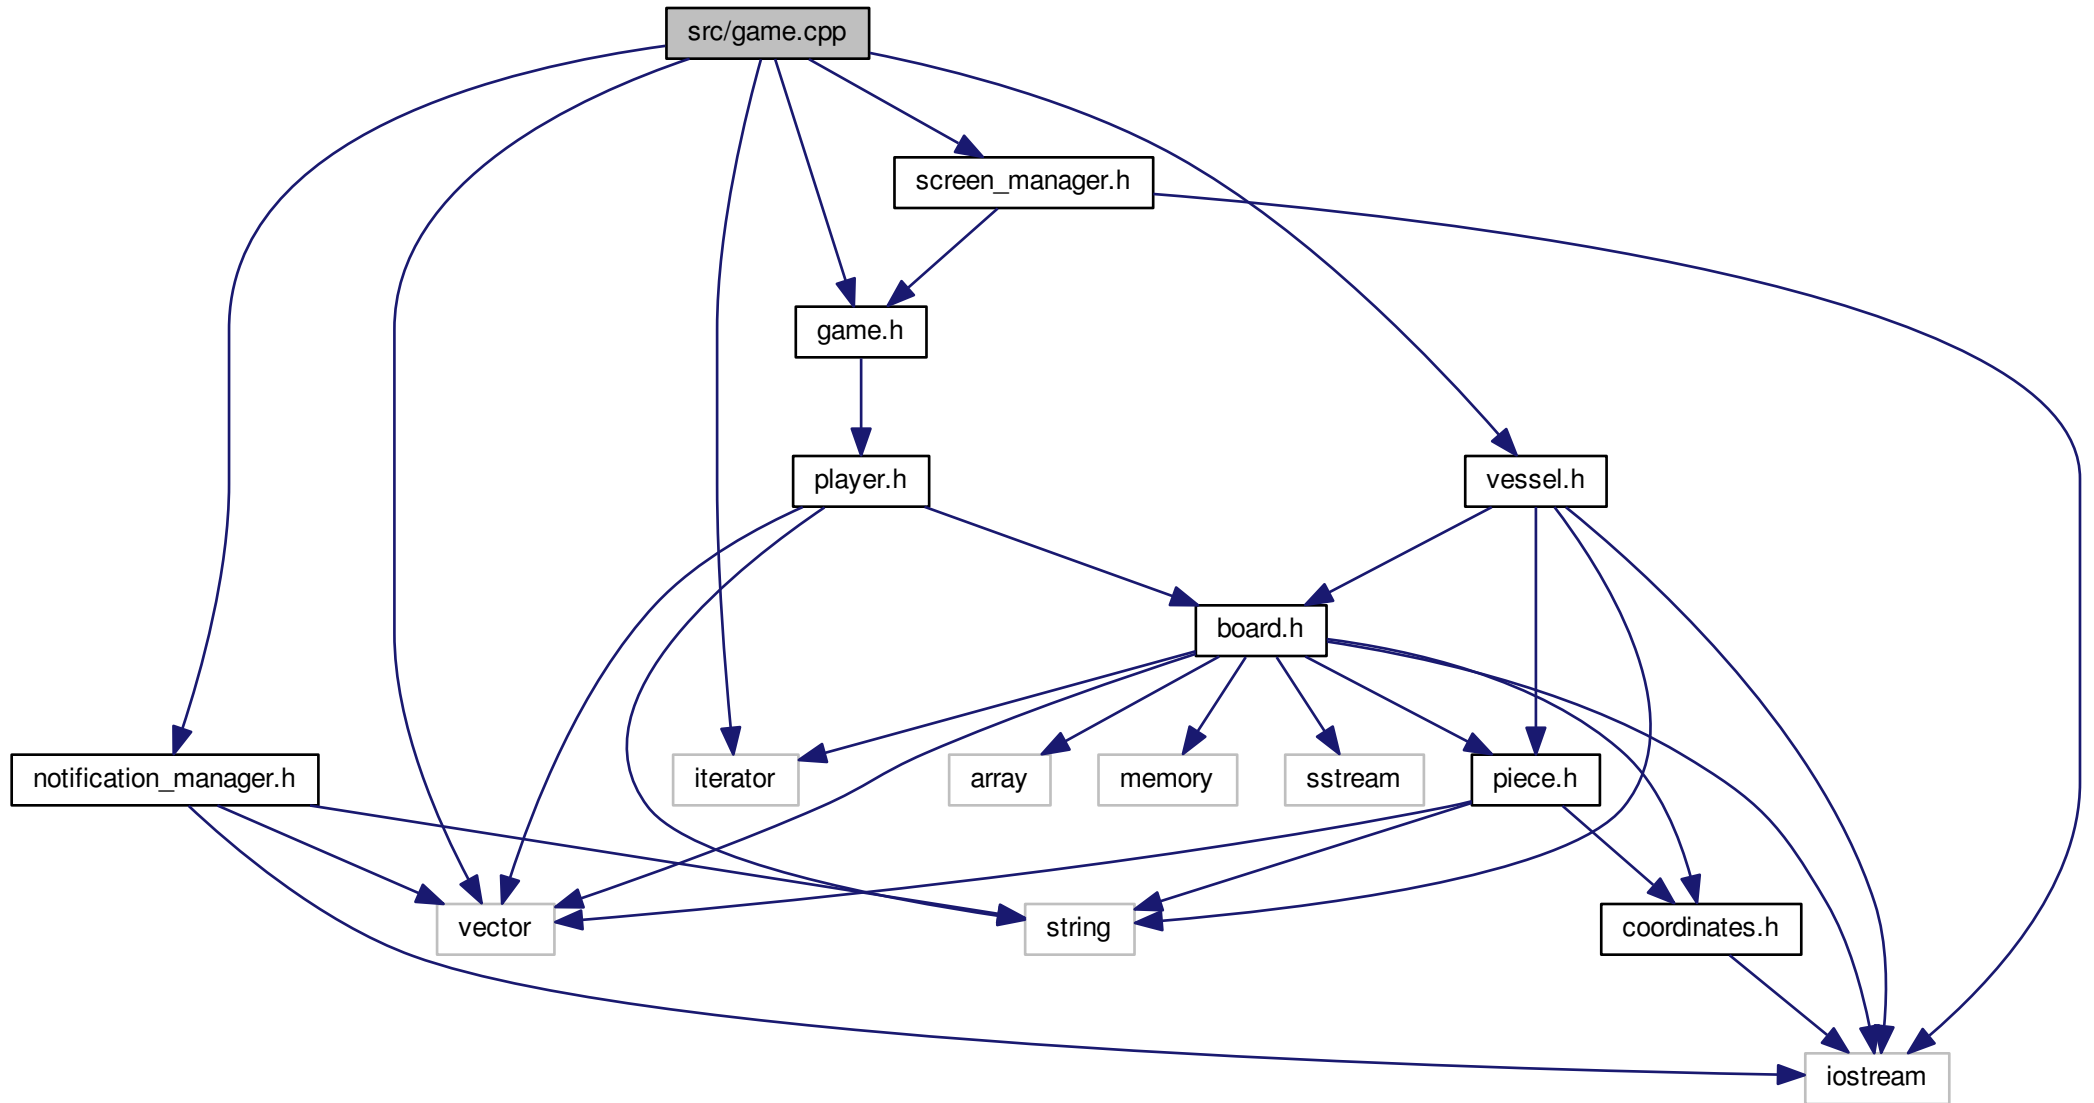 src/game.cpp
screen_manager.h
game.h
player.h
vessel.h
board.h
notification_manager.h
iterator
array
memory
sstream
piece.h
vector
string
coordinates.h
iostream